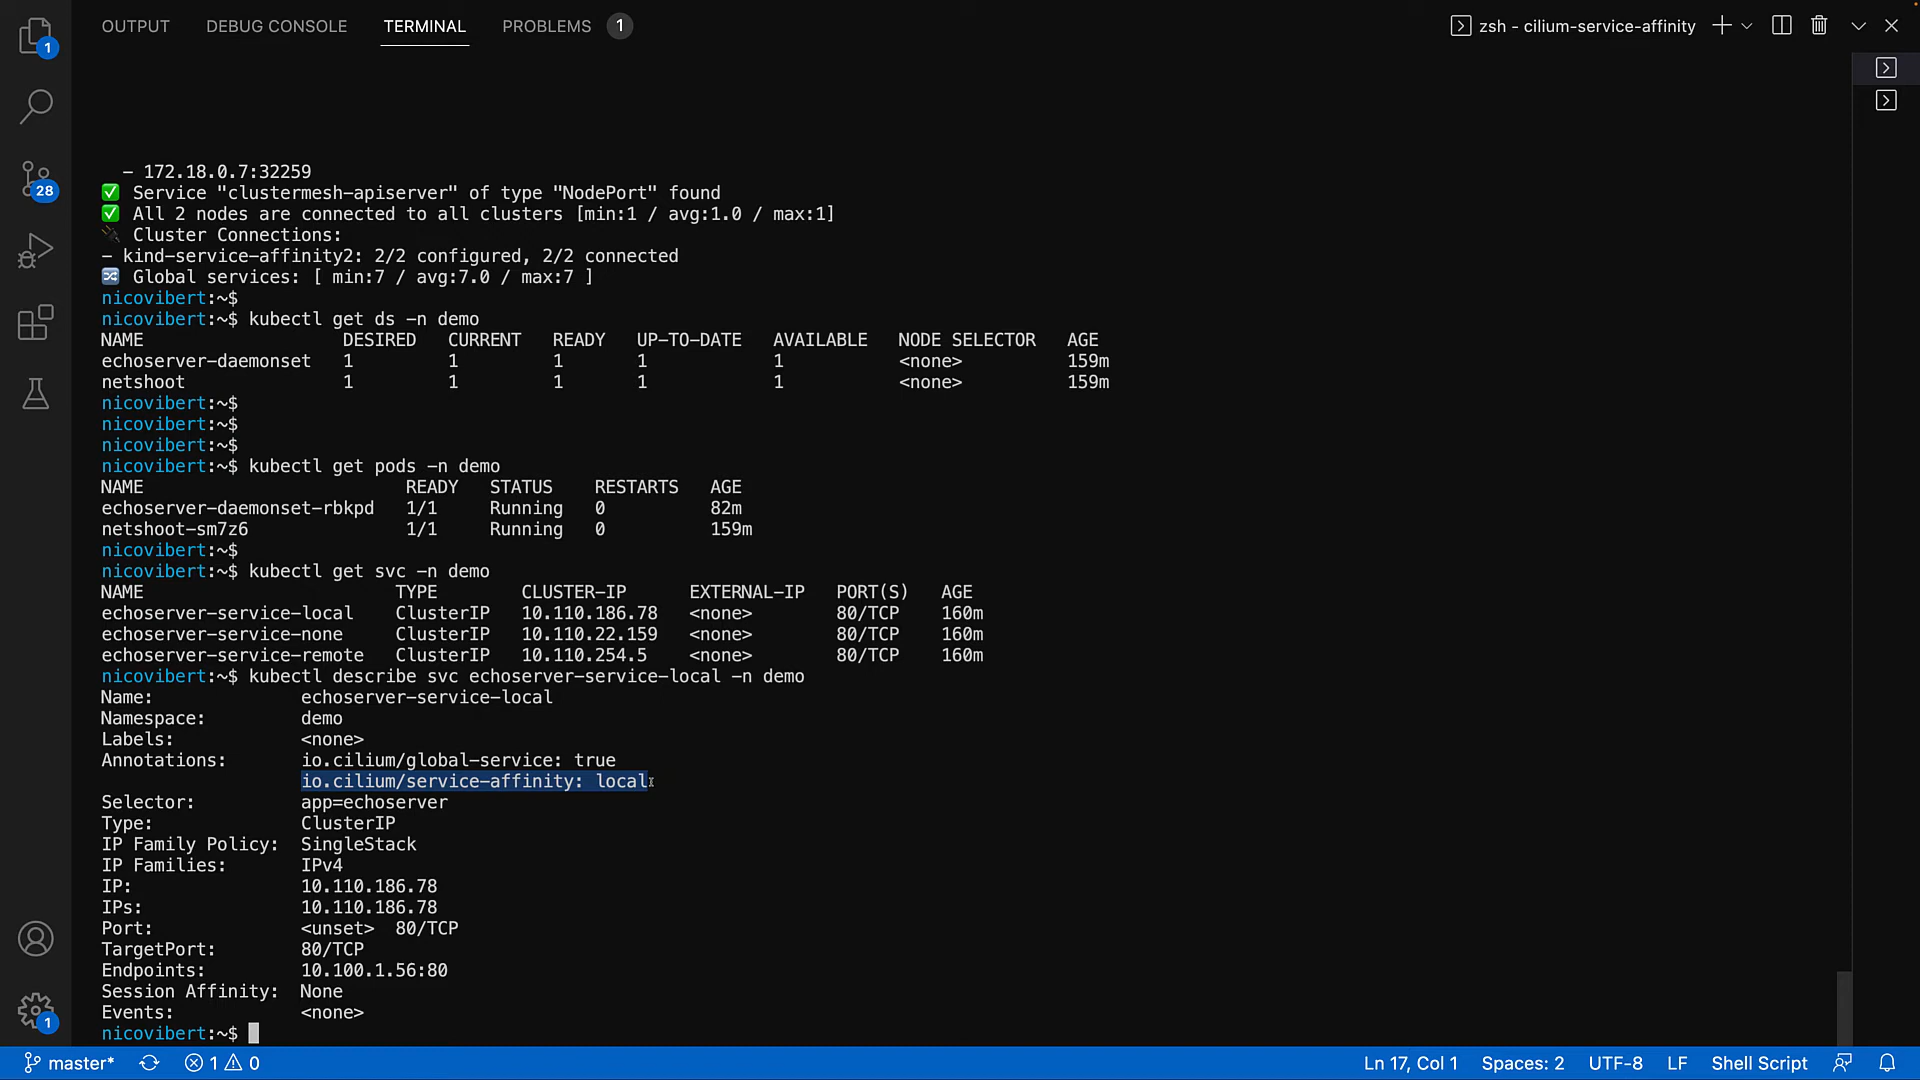 OUTPUT DEBUG CONSOLE TERMINAL PROBLEMS 1 zsh - cilium-service-affinity
1
28
1
- 172.18.0.7:32259
✅ Service "clustermesh-apiserver" of type "NodePort" found
✅ All 2 nodes are connected to all clusters [min:1 / avg:1.0 / max:1]
🔌 Cluster Connections:
- kind-service-affinity2: 2/2 configured, 2/2 connected
🔀 Global services: [ min:7 / avg:7.0 / max:7 ]
nicovibert:~$
nicovibert:~$ kubectl get ds -n demo
NAME DESIRED CURRENT READY UP-TO-DATE AVAILABLE NODE SELECTOR AGE
echoserver-daemonset 1 1 1 1 1 <none> 159m
netshoot 1 1 1 1 1 <none> 159m
nicovibert:~$
nicovibert:~$
nicovibert:~$
nicovibert:~$ kubectl get pods -n demo
NAME READY STATUS RESTARTS AGE
echoserver-daemonset-rbkpd 1/1 Running 0 82m
netshoot-sm7z6 1/1 Running 0 159m
nicovibert:~$
nicovibert:~$ kubectl get svc -n demo
NAME TYPE CLUSTER-IP EXTERNAL-IP PORT(S) AGE
echoserver-service-local ClusterIP 10.110.186.78 <none> 80/TCP 160m
echoserver-service-none ClusterIP 10.110.22.159 <none> 80/TCP 160m
echoserver-service-remote ClusterIP 10.110.254.5 <none> 80/TCP 160m
nicovibert:~$ kubectl describe svc echoserver-service-local -n demo
Name: echoserver-service-local
Namespace: demo
Labels: <none>
Annotations: io.cilium/global-service: true
io.cilium/service-affinity: local
Selector: app=echoserver
Type: ClusterIP
IP Family Policy: SingleStack
IP Families: IPv4
IP: 10.110.186.78
IPs: 10.110.186.78
Port: <unset> 80/TCP
TargetPort: 80/TCP
Endpoints: 10.100.1.56:80
Session Affinity: None
Events: <none>
nicovibert:~$
master* 1 0 Ln 17, Col 1 Spaces: 2 UTF-8 LF Shell Script